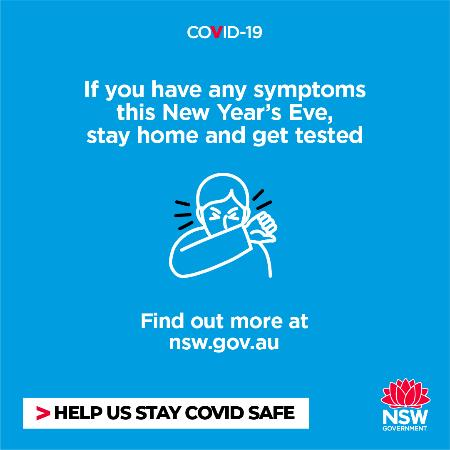 COVID-19
If you have any symptoms
this New Year's Eve,
stay home and get tested
Find out more at
nsw.gov.au
> HELP US STAY COVID SAFE
NSW
GOVERNMENT